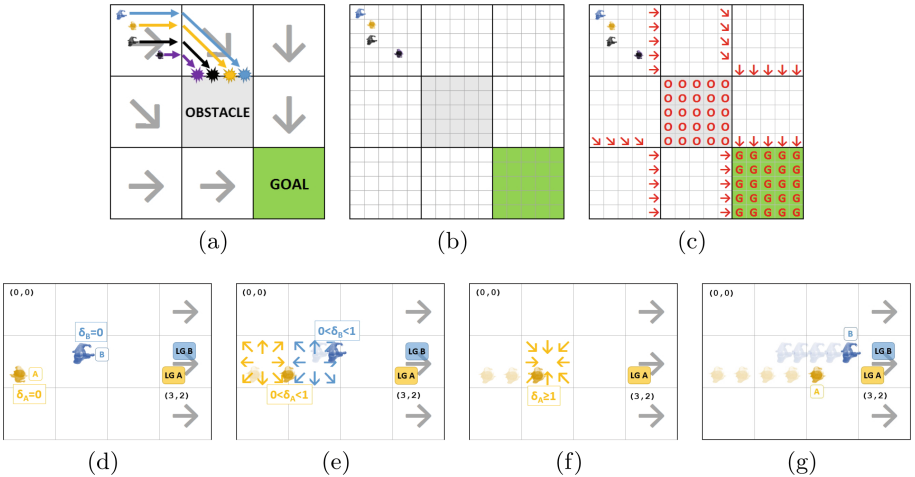 OBSTACLE
GOAL
O O O O O
O O O O O
O O O O O
O O O O O
O O O O O
G G G G G
G G G G G
G G G G G
G G G G G
G G G G G
(a)
(b)
(c)
(0,0)
δB=0
B
LG B
A
LG A
δA=0
(3,2)
(0,0)
0<δB<1
LG B
LG A
0<δA<1
(3,2)
(0,0)
LG A
δA≥1
(3,2)
(0,0)
B
LG B
LG A
A
(3,2)
(d)
(e)
(f)
(g)